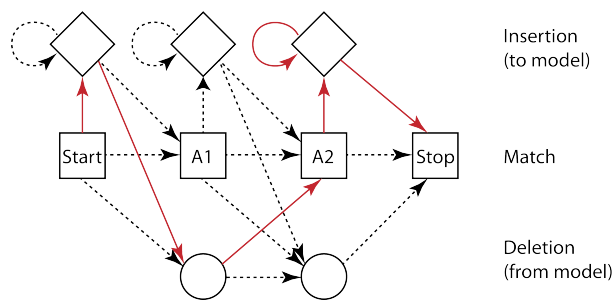 Insertion
(to model)
Start
A1
A2
Stop
Match
Deletion
(from model)